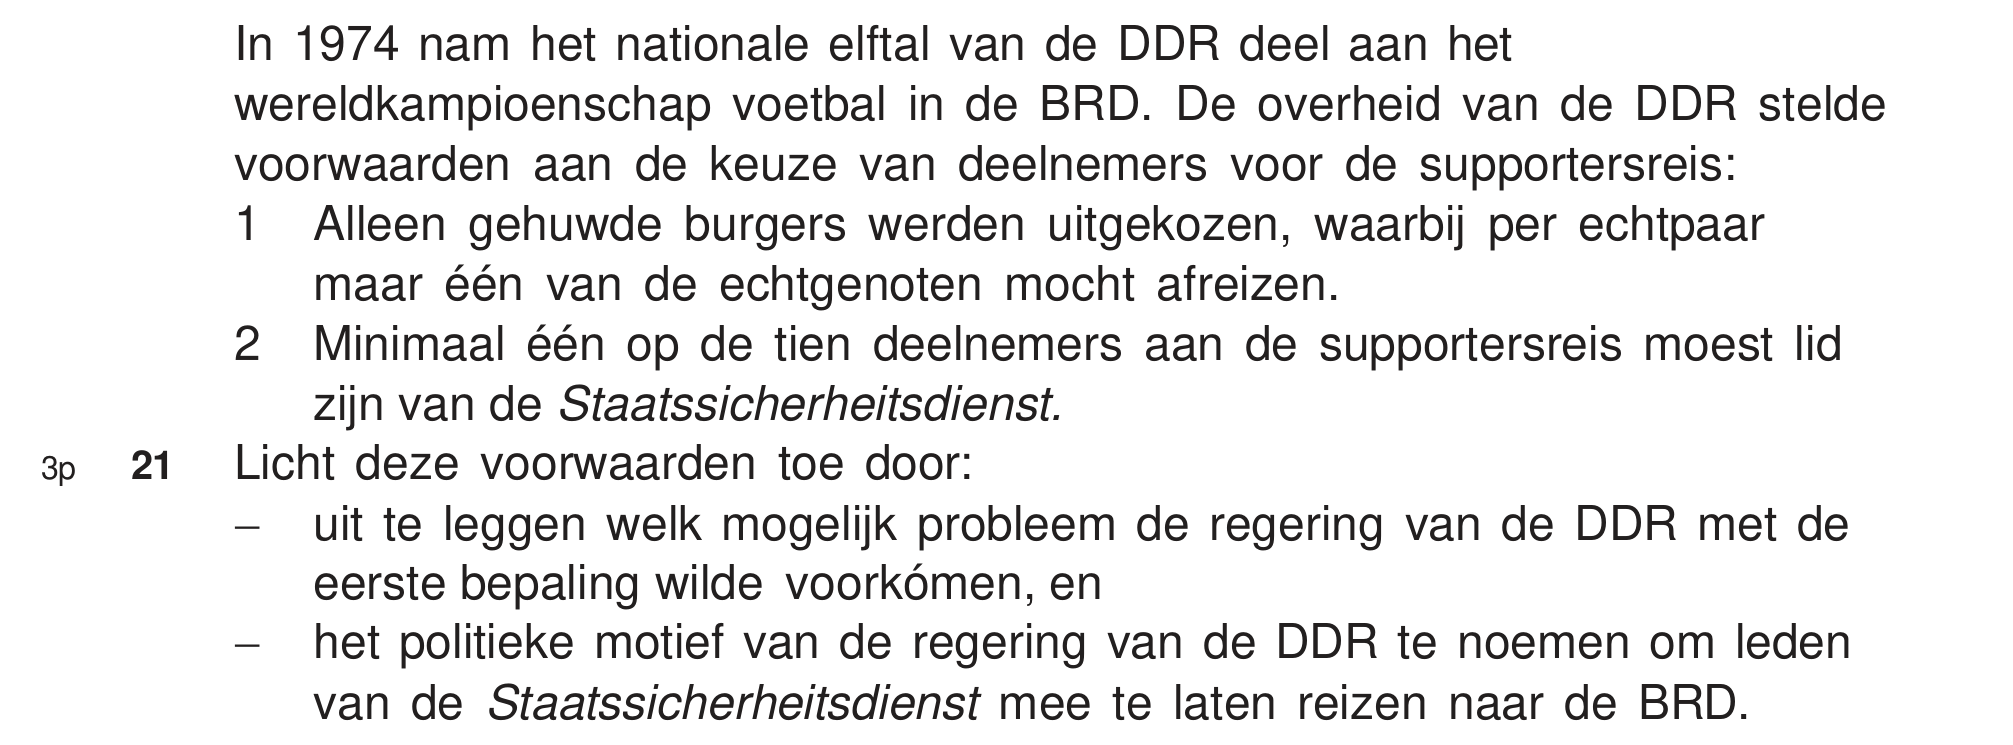 In 1974 nam het nationale elftal van de DDR deel aan het
wereldkampioenschap voetbal in de BRD. De overheid van de DDR stelde
voorwaarden aan de keuze van deelnemers voor de supportersreis:
1 Alleen gehuwde burgers werden uitgekozen, waarbij per echtpaar
maar één van de echtgenoten mocht afreizen.
2 Minimaal één op de tien deelnemers aan de supportersreis moest lid
zijn van de Staatssicherheitsdienst.
3p 21 Licht deze voorwaarden toe door:
– uit te leggen welk mogelijk probleem de regering van de DDR met de
eerste bepaling wilde voorkómen, en
– het politieke motief van de regering van de DDR te noemen om leden
van de Staatssicherheitsdienst mee te laten reizen naar de BRD.